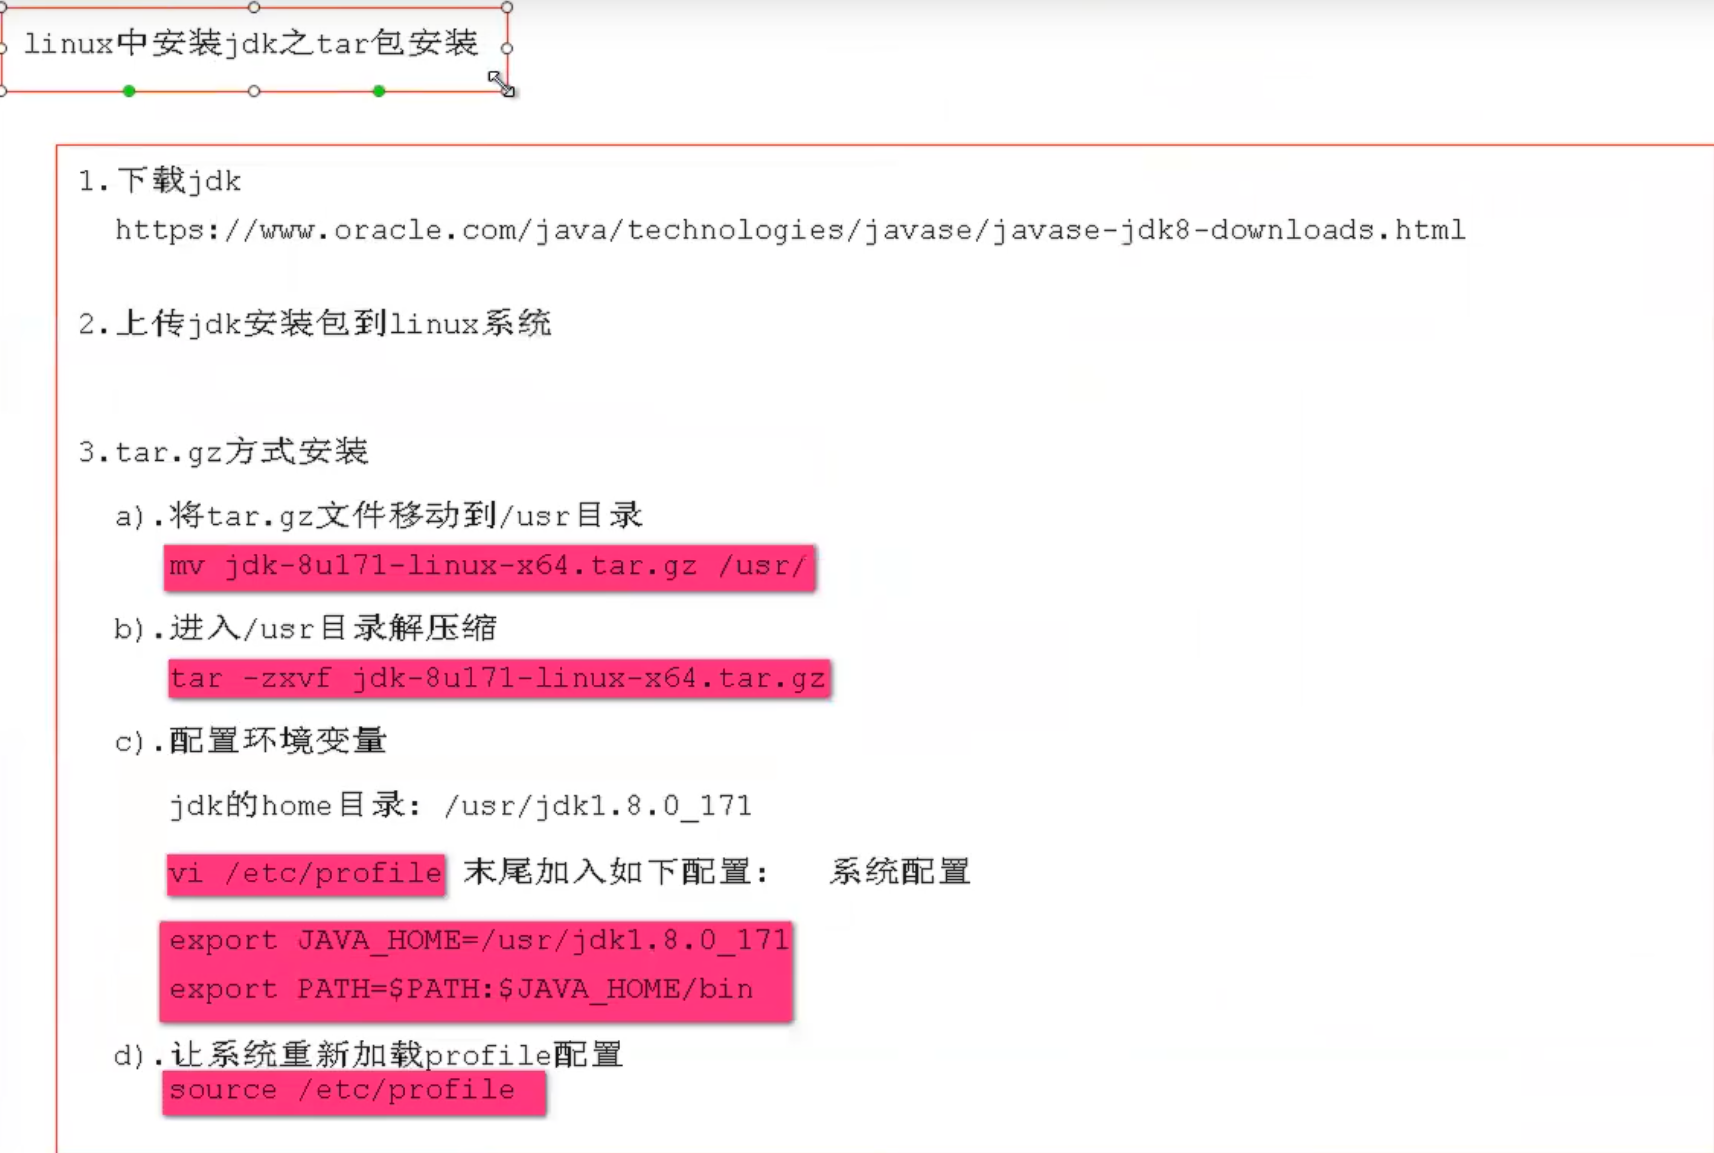 linux中安装jdk之tar包安装
1.下载jdk
https://www.oracle.com/java/technologies/javase/javase-jdk8-downloads.html
2.上传jdk安装包到linux系统
3.tar.gz方式安装
a).将tar.gz文件移动到/usr目录
mv jdk-8u171-linux-x64.tar.gz /usr/
b).进入/usr目录解压缩
tar -zxvf jdk-8u171-linux-x64.tar.gz
c).配置环境变量
jdk的home目录: /usr/jdk1.8.0_171
vi /etc/profile 末尾加入如下配置: 系统配置
export JAVA_HOME=/usr/jdk1.8.0_171
export PATH=$PATH:$JAVA_HOME/bin
d).让系统重新加载profile配置
source /etc/profile